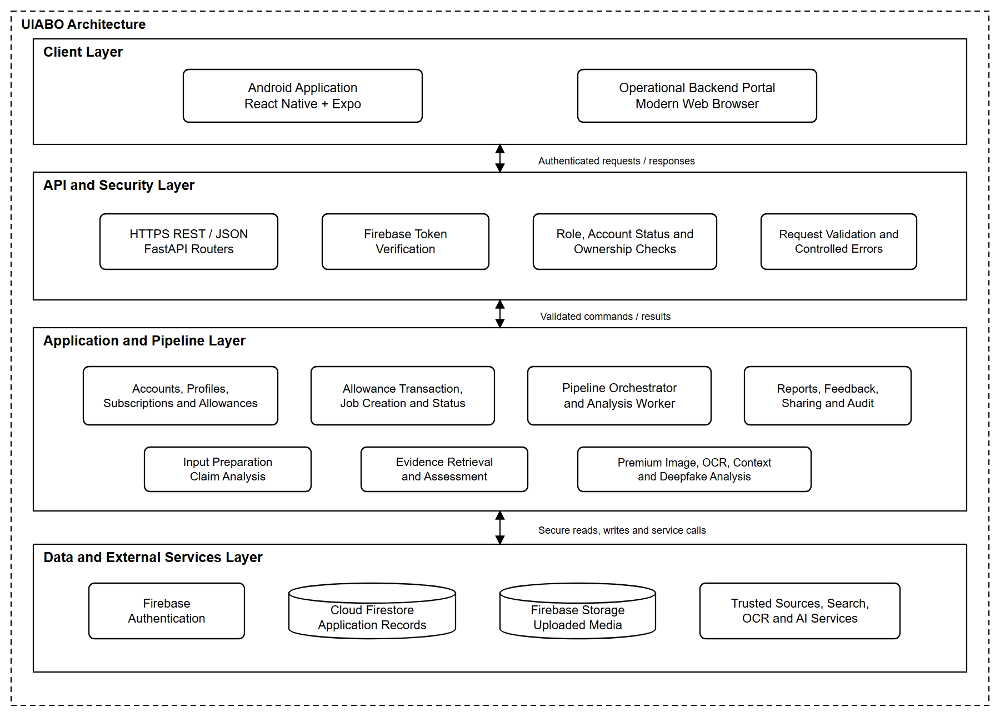 UIABO Architecture
Client Layer
Android Application
React Native + Expo
Operational Backend Portal
Modern Web Browser
Authenticated requests / responses
API and Security Layer
HTTPS REST / JSON
FastAPI Routers
Firebase Token
Verification
Role, Account Status and
Ownership Checks
Request Validation and
Controlled Errors
Validated commands / results
Application and Pipeline Layer
Accounts, Profiles,
Subscriptions and Allowances
Allowance Transaction,
Job Creation and Status
Pipeline Orchestrator
and Analysis Worker
Reports, Feedback,
Sharing and Audit
Input Preparation
Claim Analysis
Evidence Retrieval
and Assessment
Premium Image, OCR, Context
and Deepfake Analysis
Secure reads, writes and service calls
Data and External Services Layer
Firebase
Authentication
Cloud Firestore
Application Records
Firebase Storage
Uploaded Media
Trusted Sources, Search,
OCR and AI Services